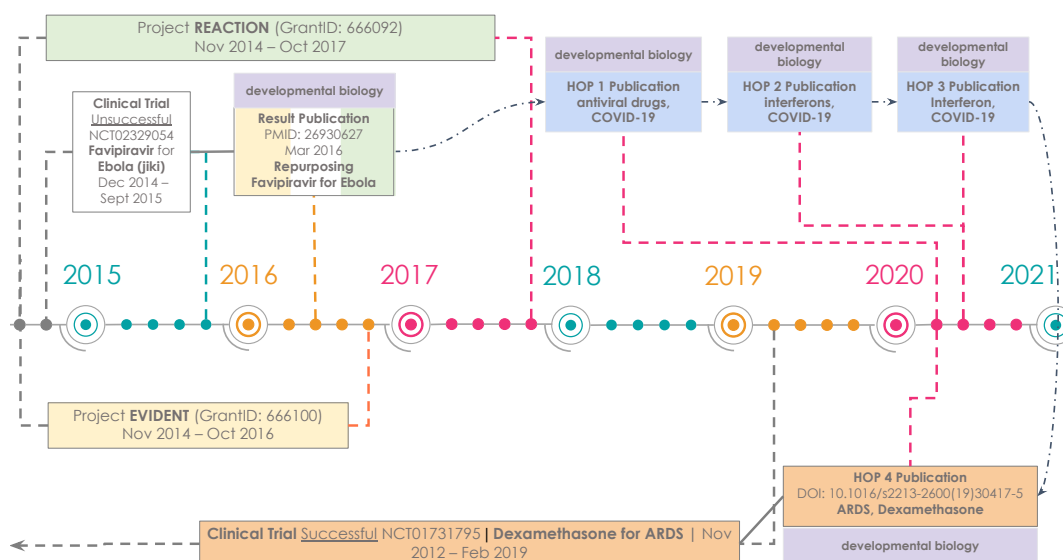 Project REACTION (GrantID: 666092)
Nov 2014 – Oct 2017
developmental biology
HOP 1 Publication
antiviral drugs,
COVID-19
developmental
biology
HOP 2 Publication
interferons,
COVID-19
developmental
biology
HOP 3 Publication
Interferon,
COVID-19
Clinical Trial
Unsuccessful
NCT02329054
Favipiravir for
Ebola (jiki)
Dec 2014 –
Sept 2015
developmental biology
Result Publication
PMID: 26930627
Mar 2016
Repurposing
Favipiravir for Ebola
2015
2016
2017
2018
2019
2020
2021
Project EVIDENT (GrantID: 666100)
Nov 2014 – Oct 2016
HOP 4 Publication
DOI: 10.1016/s2213-2600(19)30417-5
ARDS, Dexamethasone
developmental biology
Clinical Trial Successful NCT01731795 | Dexamethasone for ARDS | Nov
2012 – Feb 2019